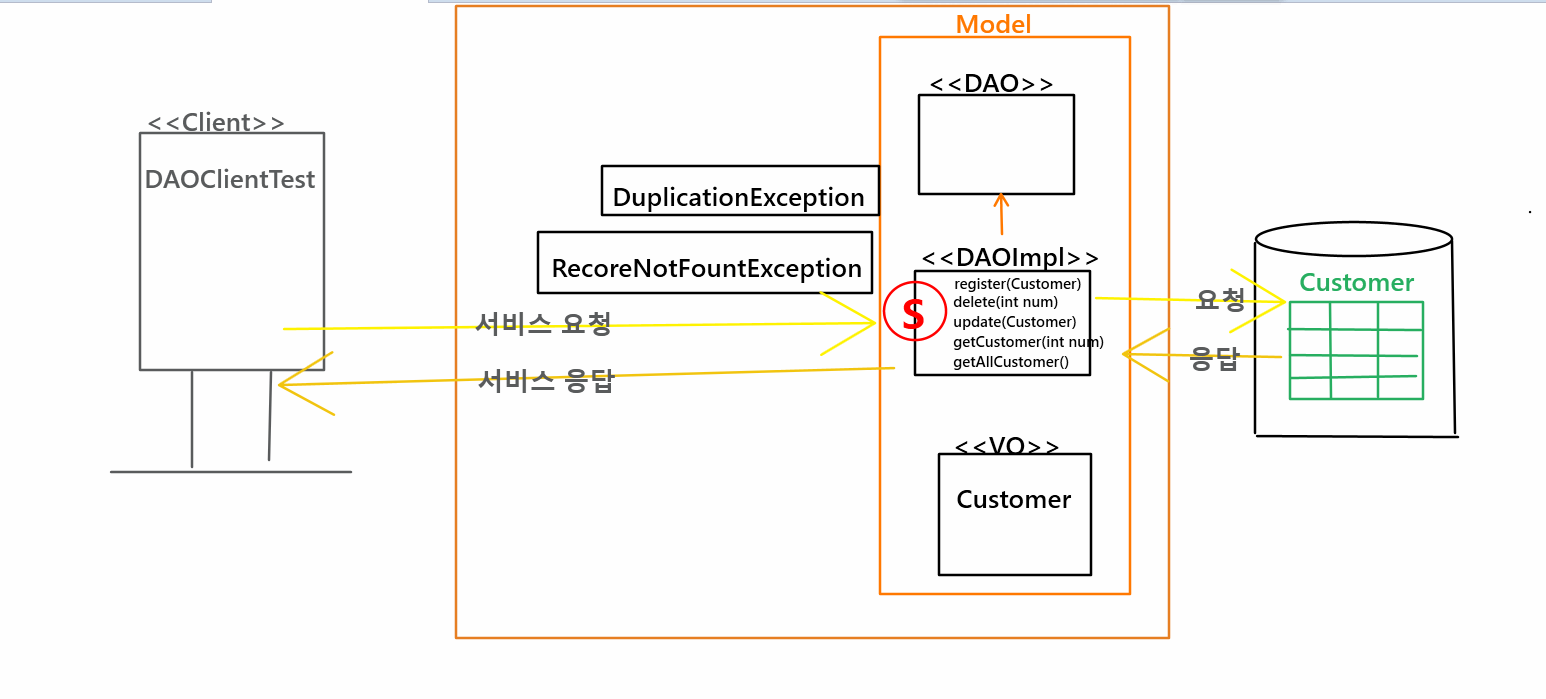 Model
<<DAO>>
<<Client>>
DAOClientTest
DuplicationException
RecoreNotFountException
<<DAOImpl>>
register(Customer)
delete(int num)
update(Customer)
getCustomer(int num)
getAllCustomer()
S
서비스 요청
서비스 응답
요청
응답
Customer
<<VO>>
Customer